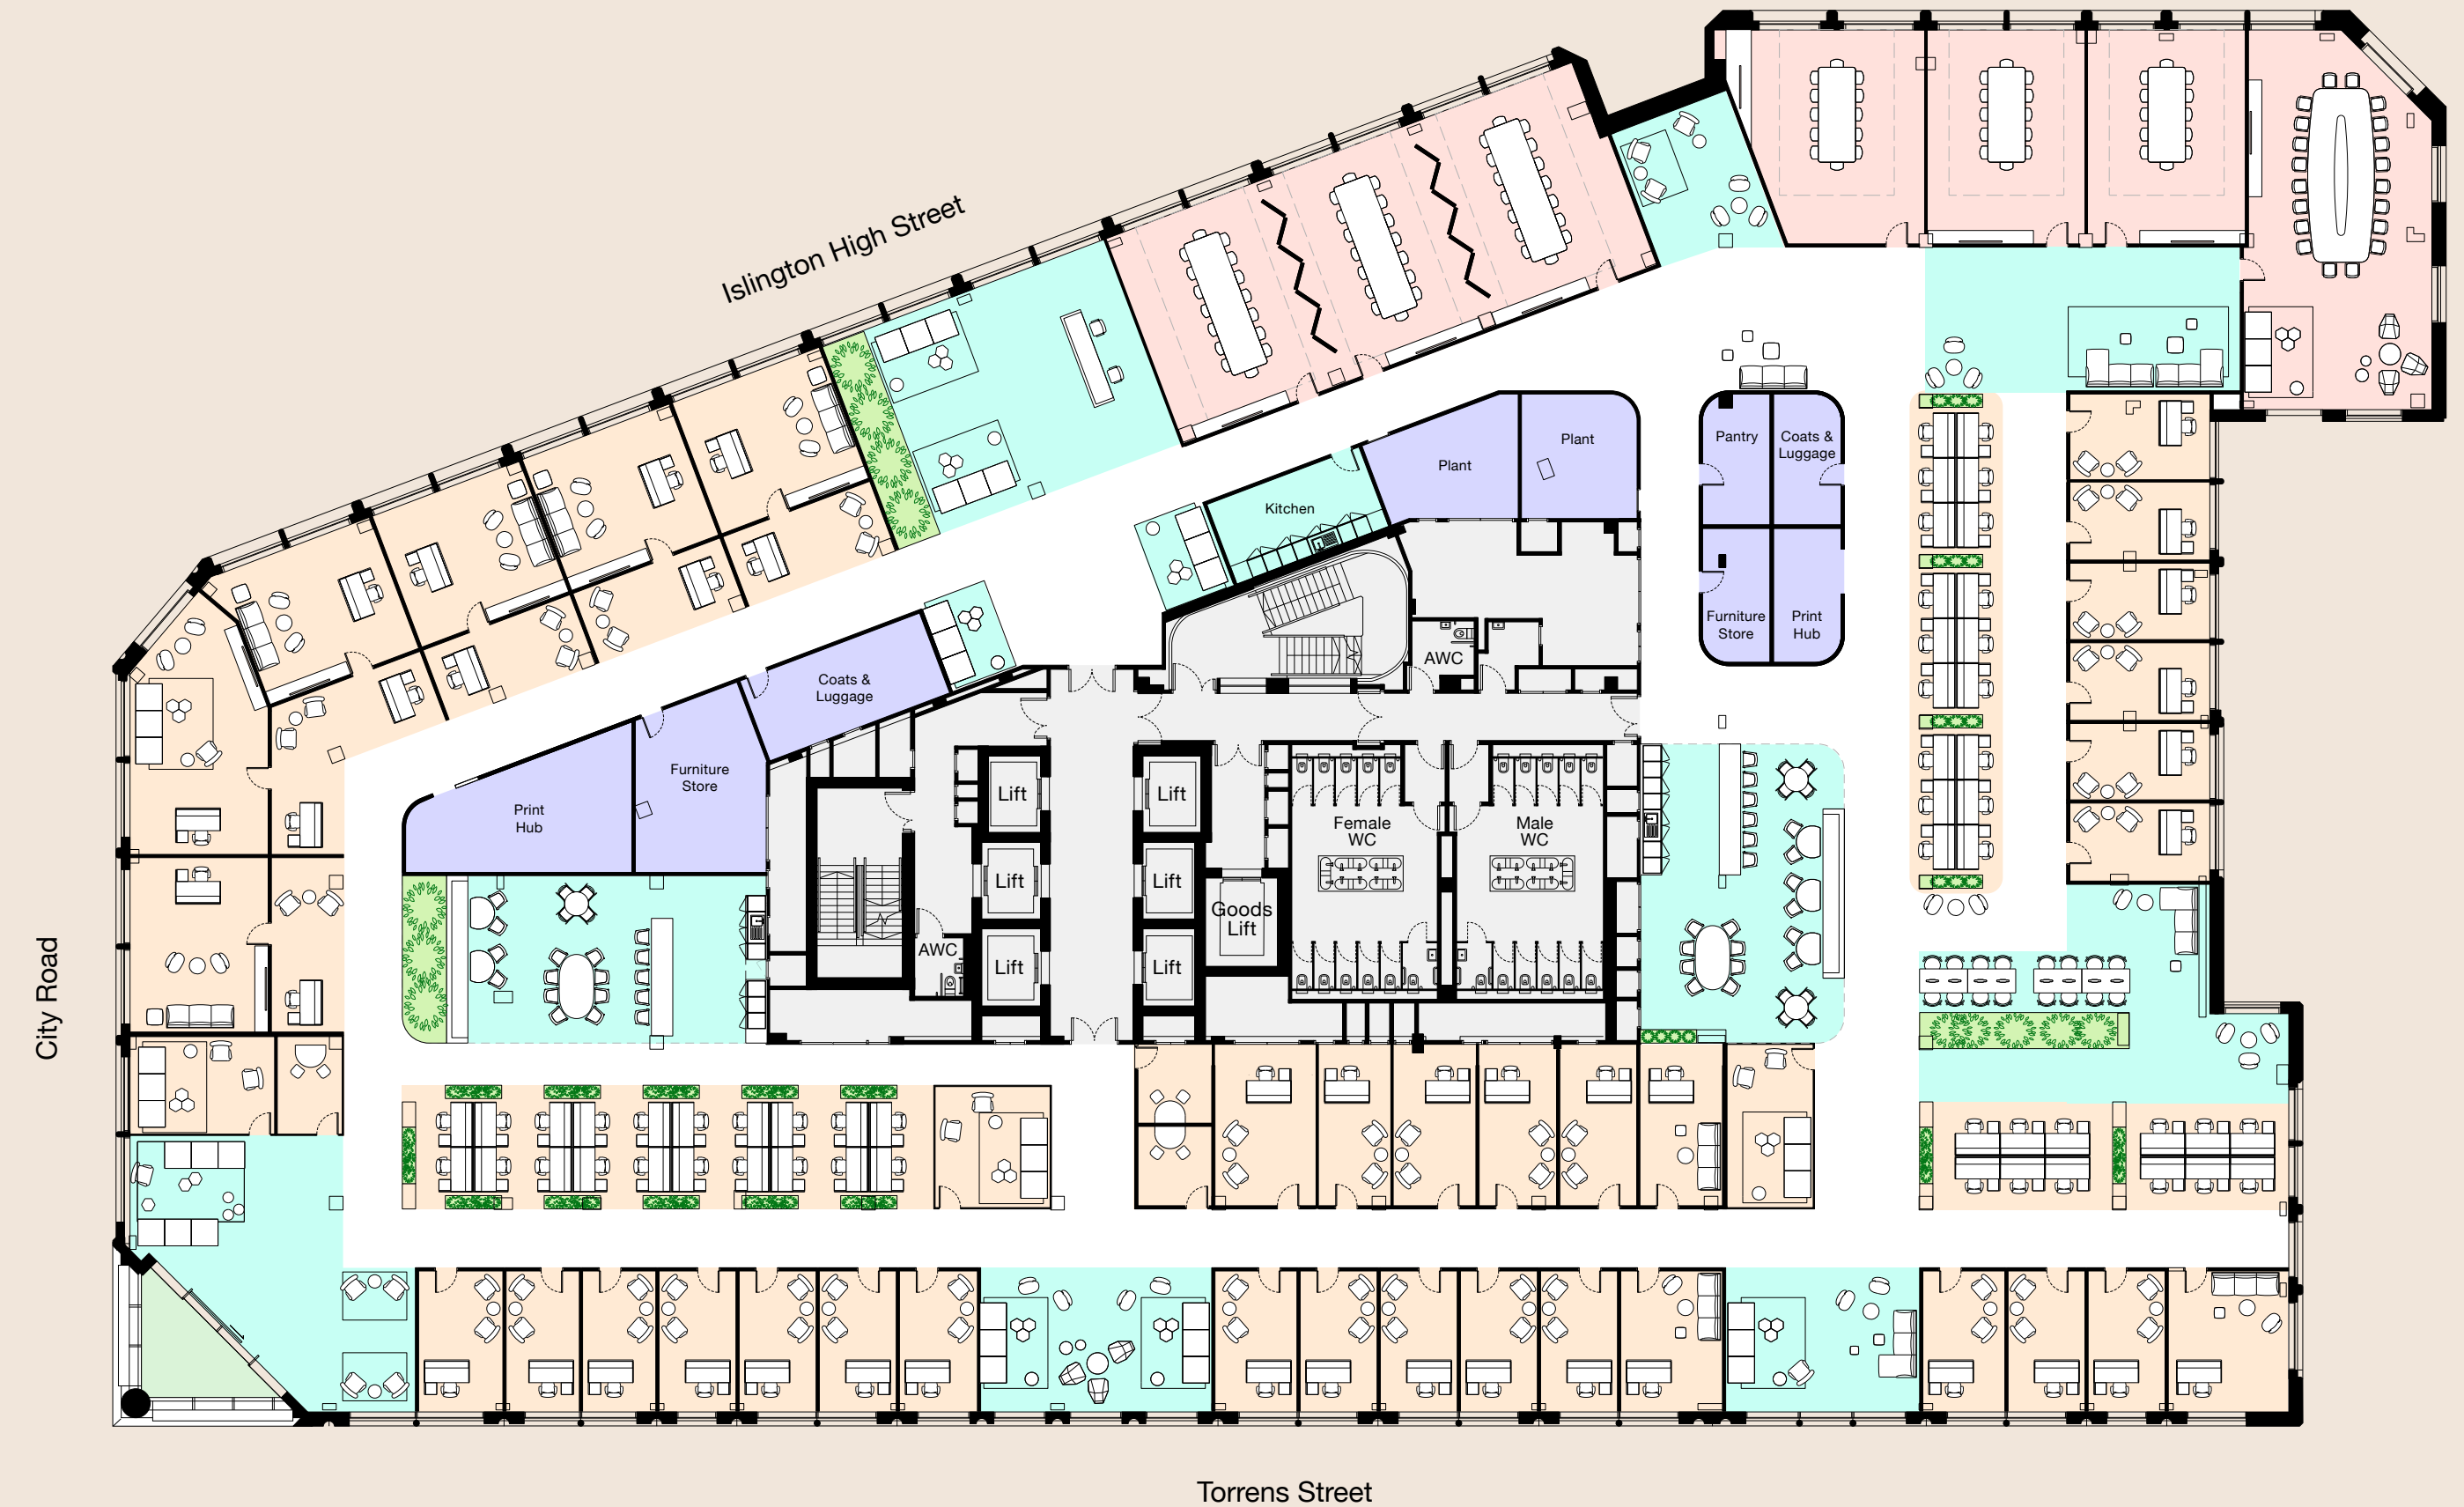 Islington High Street
City Road
Torrens Street
Pantry
Coats &
Luggage
Plant
Plant
Kitchen
Furniture
Store
Print
Hub
AWC
Coats &
Luggage
Furniture
Store
Print
Hub
Lift
Lift
Female
WC
Male
WC
Lift
Lift
Goods
Lift
AWC
Lift
Lift